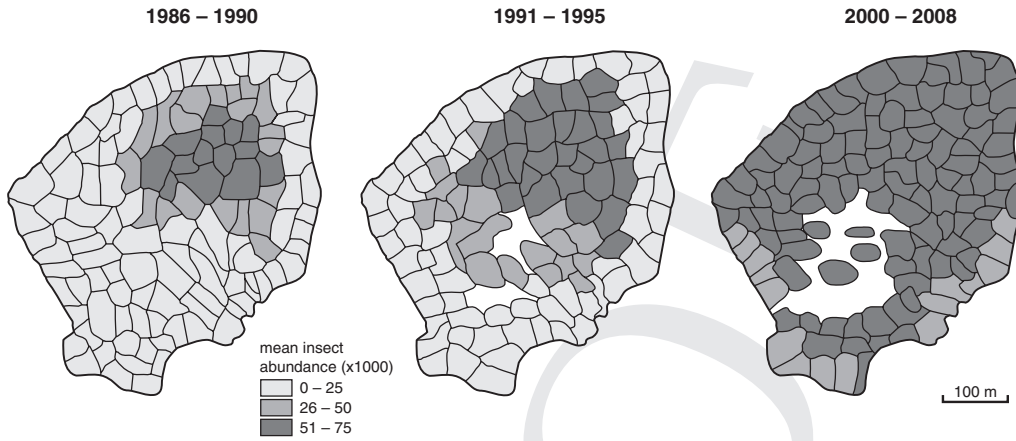 1986 – 1990
1991 – 1995
2000 – 2008
mean insect
abundance (x1000)
0 – 25
26 – 50
51 – 75
100 m